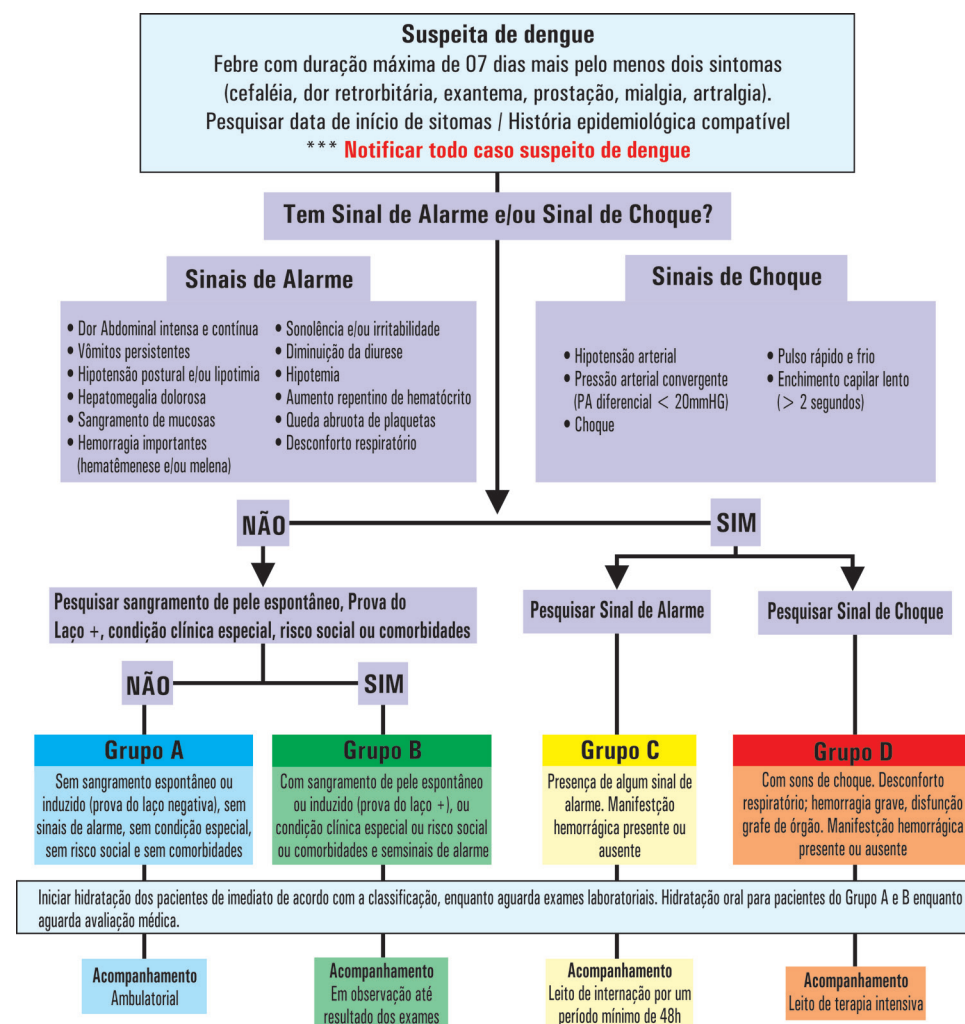 Suspeita de dengue
Febre com duração máxima de 07 dias mais pelo menos dois sintomas
(cefaléia, dor retrorbitária, exantema, prostação, mialgia, artralgia).
Pesquisar data de início de sitomas / História epidemiológica compatível
*** Notificar todo caso suspeito de dengue
Tem Sinal de Alarme e/ou Sinal de Choque?
Sinais de Alarme
• Dor Abdominal intensa e contínua
• Vômitos persistentes
• Hipotensão postural e/ou lipotimia
• Hepatomegalia dolorosa
• Sangramento de mucosas
• Hemorragia importantes
(hematêmenese e/ou melena)
• Sonolência e/ou irritabilidade
• Diminuição da diurese
• Hipotemia
• Aumento repentino de hematócrito
• Queda abruota de plaquetas
• Desconforto respiratório
Sinais de Choque
• Hipotensão arterial
• Pressão arterial convergente
(PA diferencial < 20mmHG)
• Choque
• Pulso rápido e frio
• Enchimento capilar lento
(> 2 segundos)
NÃO
SIM
Pesquisar sangramento de pele espontâneo, Prova do
Laço +, condição clínica especial, risco social ou comorbidades
Pesquisar Sinal de Alarme
Pesquisar Sinal de Choque
NÃO
SIM
Grupo A
Sem sangramento espontâneo ou
induzido (prova do laço negativa), sem
sinais de alarme, sem condição especial,
sem risco social e sem comorbidades
Grupo B
Com sangramento de pele espontâneo
ou induzido (prova do laço +), ou
condição clínica especial ou risco social
ou comorbidades e semsinais de alarme
Grupo C
Presença de algum sinal de
alarme. Manifestção
hemorrágica presente ou
ausente
Grupo D
Com sons de choque. Desconforto
respiratório; hemorragia grave, disfunção
grafe de órgão. Manifestção hemorrágica
presente ou ausente
Iniciar hidratação dos pacientes de imediato de acordo com a classificação, enquanto aguarda exames laboratoriais. Hidratação oral para pacientes do Grupo A e B enquanto
aguarda avaliação médica.
Acompanhamento
Ambulatorial
Acompanhamento
Em observação até
resultado dos exames
Acompanhamento
Leito de internação por um
período mínimo de 48h
Acompanhamento
Leito de terapia intensiva